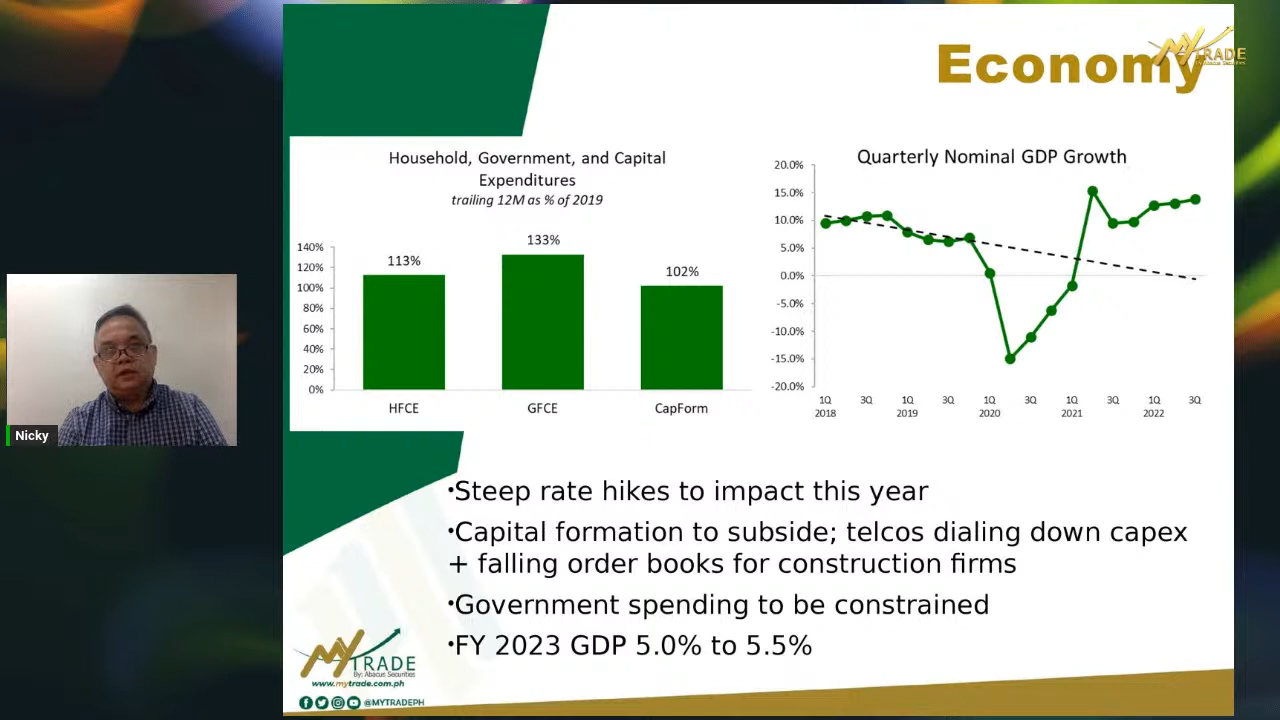 Economy
MYTRADE
By: Abacus Securities
Household, Government, and Capital
Expenditures
trailing 12M as % of 2019
140%
120%
100%
80%
60%
40%
20%
0%
113%
133%
102%
HFCE
GFCE
CapForm
Quarterly Nominal GDP Growth
20.0%
15.0%
10.0%
5.0%
0.0%
-5.0%
-10.0%
-15.0%
-20.0%
1Q 3Q 1Q 3Q 1Q 3Q 1Q 3Q 1Q 3Q
2018 2019 2020 2021 2022
Nicky
•Steep rate hikes to impact this year
•Capital formation to subside; telcos dialing down capex
+ falling order books for construction firms
•Government spending to be constrained
•FY 2023 GDP 5.0% to 5.5%
MYTRADE
By: Abacus Securities
www.mytrade.com.ph
@MYTRADEPH